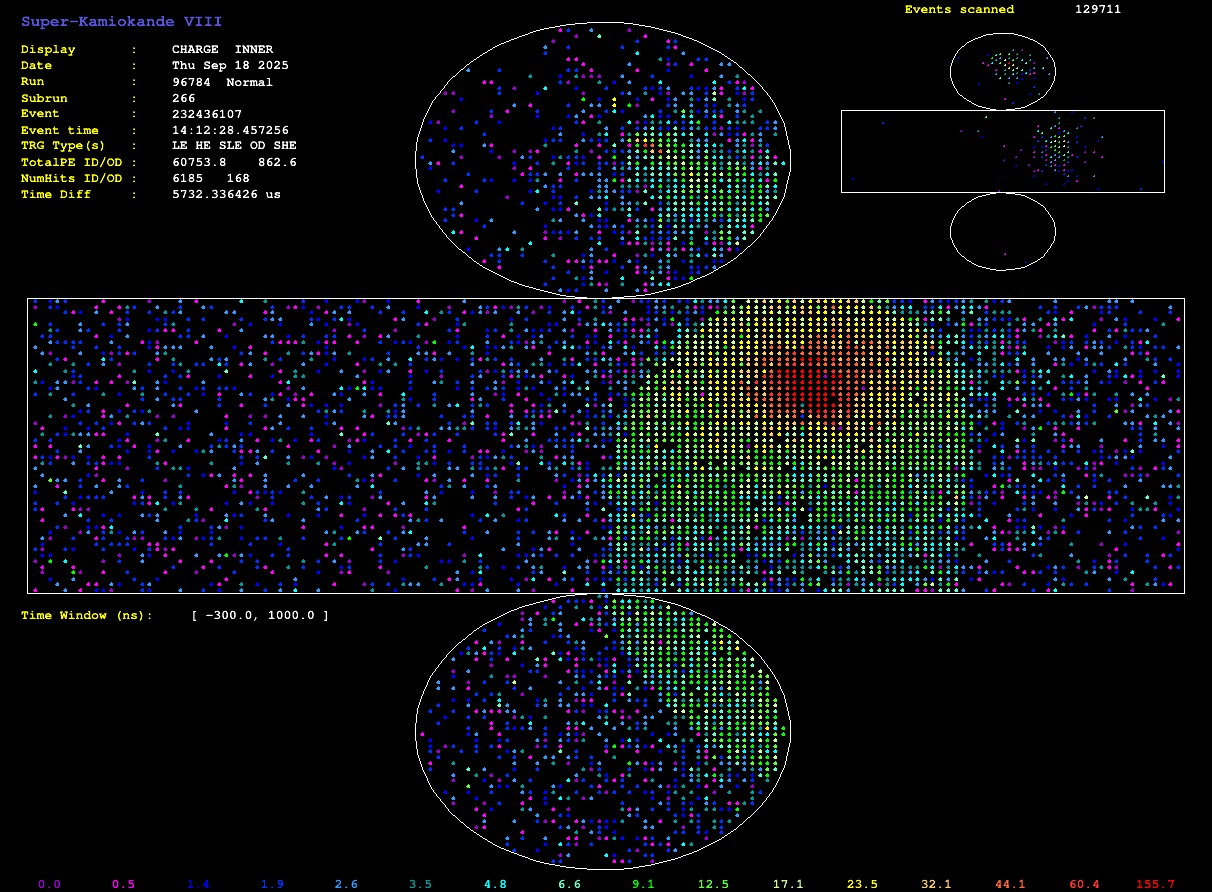 Super-Kamiokande VIII
Display : CHARGE INNER
Date : Thu Sep 18 2025
Run : 96784 Normal
Subrun : 266
Event : 232436107
Event time : 14:12:28.457256
TRG Type(s) : LE HE SLE OD SHE
TotalPE ID/OD : 60753.8 862.6
NumHits ID/OD : 6185 168
Time Diff : 5732.336426 us
Events scanned 129711
Time Window (ns): [ -300.0, 1000.0 ]
0.0 0.5 1.4 1.9 2.6 3.5 4.8 6.6 9.1 12.5 17.1 23.5 32.1 44.1 60.4 155.7